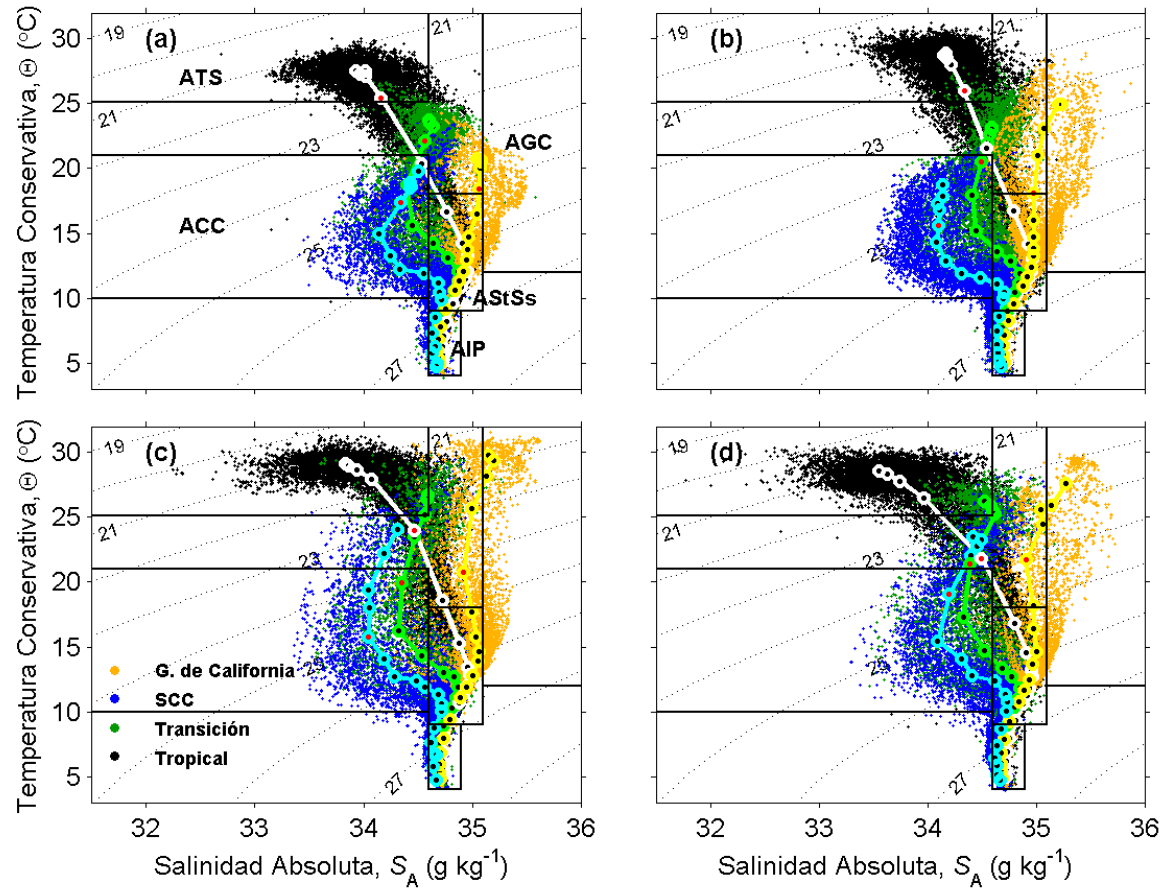 Temperatura Conservativa, Θ (°C)
30
25
20
15
10
5
19
(a)
21
ATS
21
23
AGC
ACC
25
AStSs
AIP
27
19
(b)
21
21
23
25
27
Temperatura Conservativa, Θ (°C)
30
25
20
15
10
5
19
(c)
21
21
23
25
G. de California
SCC
Transición
Tropical
27
32
33
34
35
36
Salinidad Absoluta, S_A (g kg⁻¹)
19
(d)
21
21
23
25
27
32
33
34
35
36
Salinidad Absoluta, S_A (g kg⁻¹)